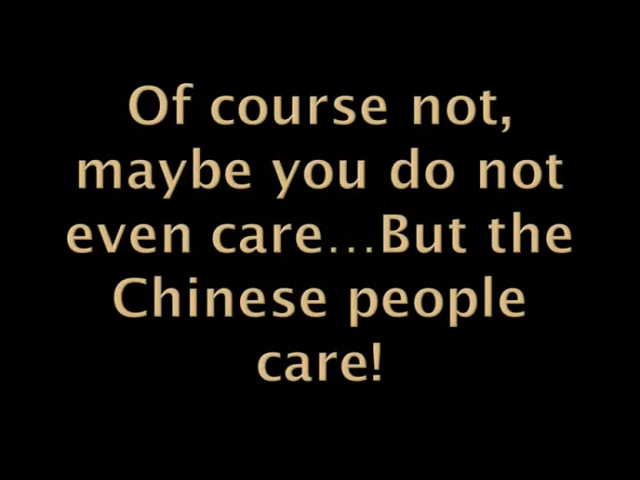 Of course not,
maybe you do not
even care...But the
Chinese people
care!